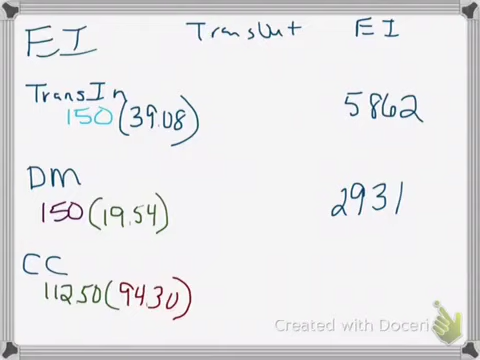 EI TransOut EI
TransIn
150(39.08) 5862
DM
150(19.54) 2931
CC
11250(94.30)
Created with Doceri